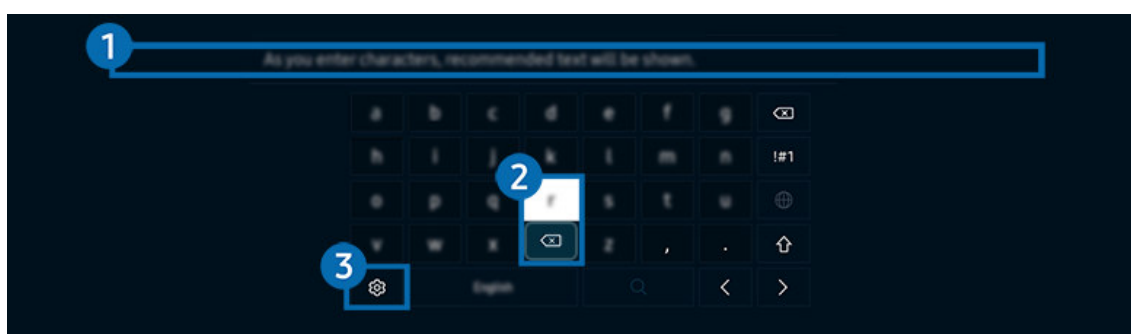 1
As you enter characters, recommended text will be shown.
a b c d e f g
h i j k l m n !#1
2
o p q r s t u
v w x z , .
3
English < >